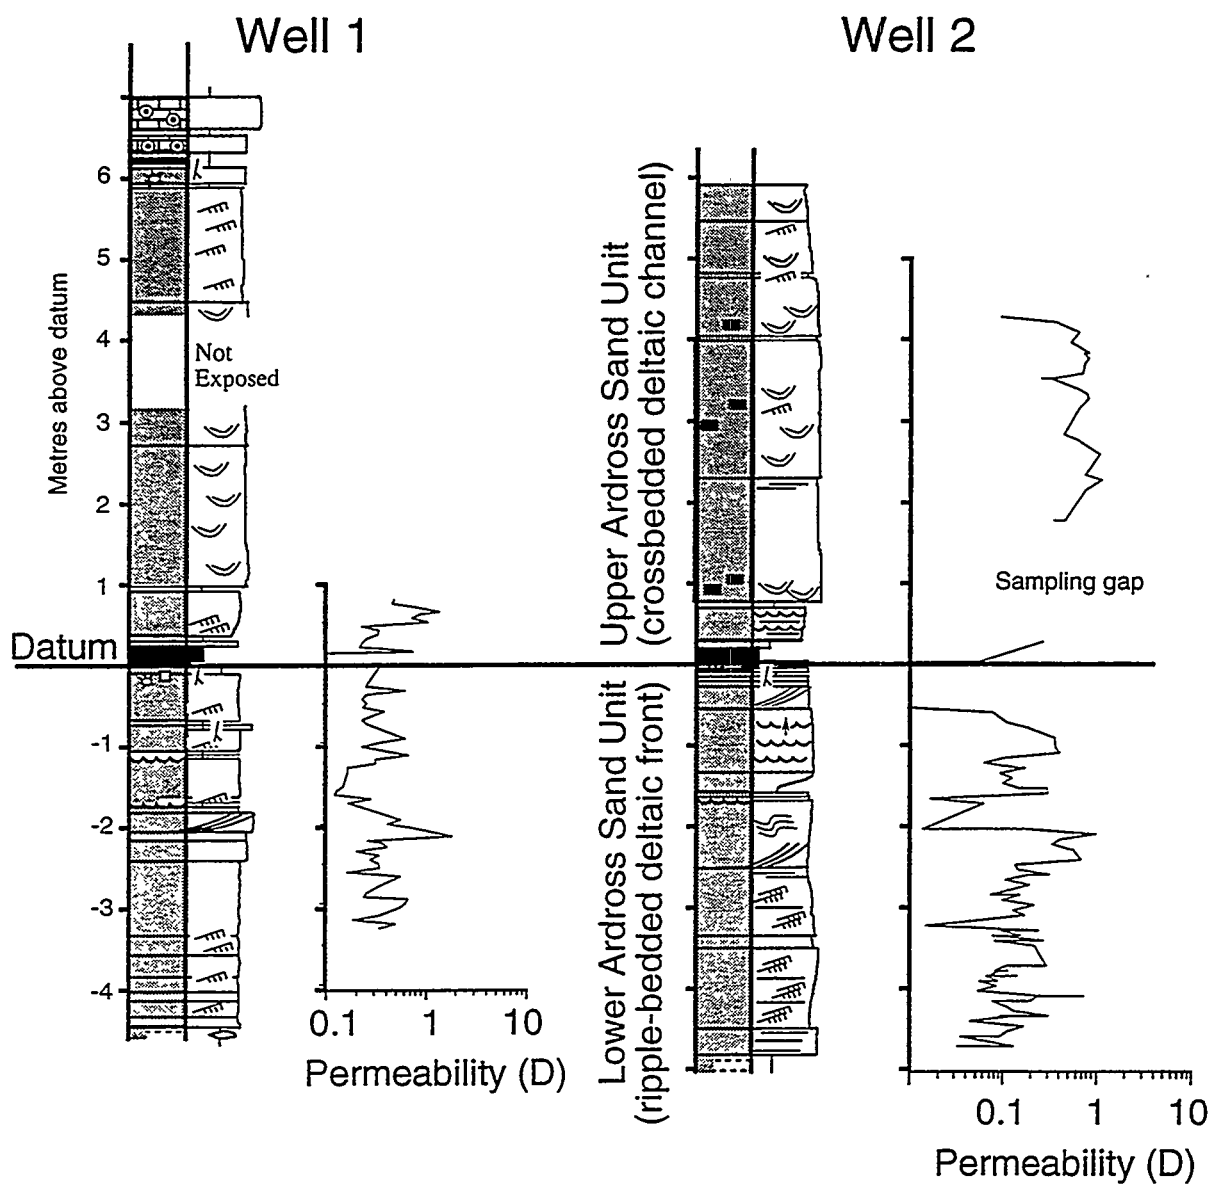 Well 1
Well 2
6
5
4
3
2
1
-1
-2
-3
-4
Metres above datum
Not
Exposed
Datum
0.1
1
10
Permeability (D)
Upper Ardross Sand Unit
(crossbedded deltaic channel)
Lower Ardross Sand Unit
(ripple-bedded deltaic front)
Sampling gap
0.1
1
10
Permeability (D)